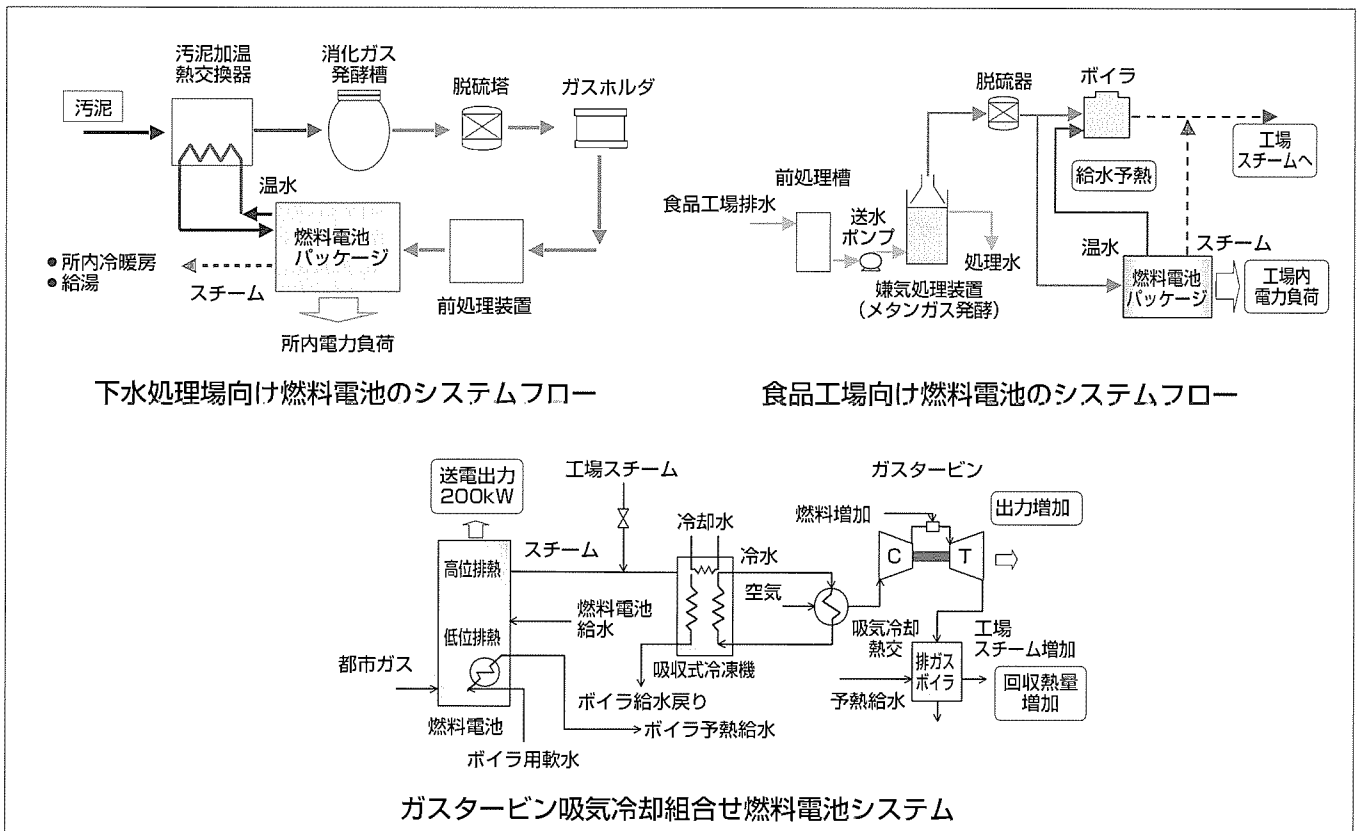 汚泥
汚泥加温
熱交換器
消化ガス
発酵槽
脱硫塔
ガスホルダ
温水
燃料電池
パッケージ
前処理装置
●所内冷暖房
●給湯
スチーム
所内電力負荷
下水処理場向け燃料電池のシステムフロー
脱硫器
ボイラ
工場
スチームへ
給水予熱
前処理槽
食品工場排水
送水
ポンプ
処理水
嫌気処理装置
(メタンガス発酵)
温水
スチーム
燃料電池
パッケージ
工場内
電力負荷
食品工場向け燃料電池のシステムフロー
送電出力
200kW
工場スチーム
スチーム
高位排熱
低位排熱
燃料電池
給水
都市ガス
燃料電池
ボイラ用軟水
冷却水
冷水
吸収式冷凍機
ボイラ給水戻り
ボイラ予熱給水
空気
吸気冷却
熱交
ガスタービン
燃料増加
C
T
出力増加
排ガス
ボイラ
予熱給水
工場
スチーム増加
回収熱量
増加
ガスタービン吸気冷却組合せ燃料電池システム